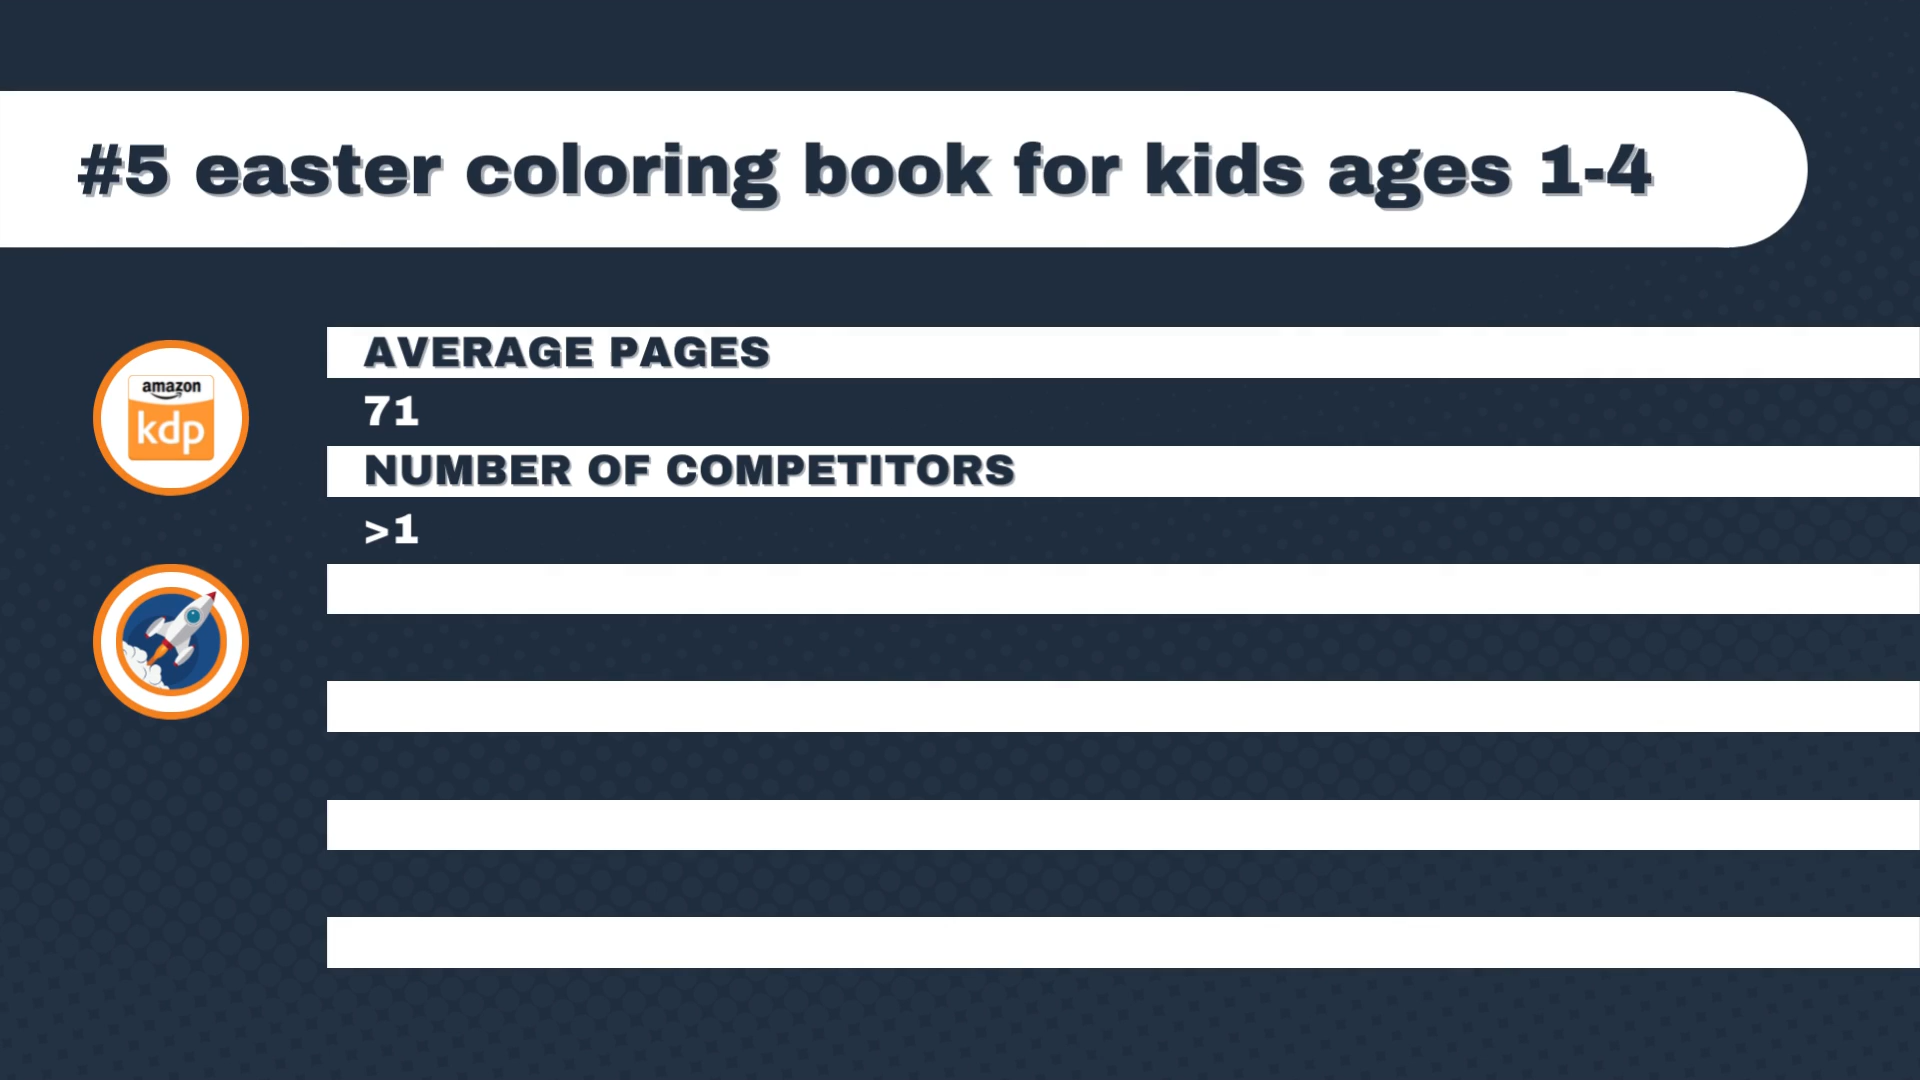 #5 easter coloring book for kids ages 1-4
AVERAGE PAGES
amazon
kdp
71
NUMBER OF COMPETITORS
>1